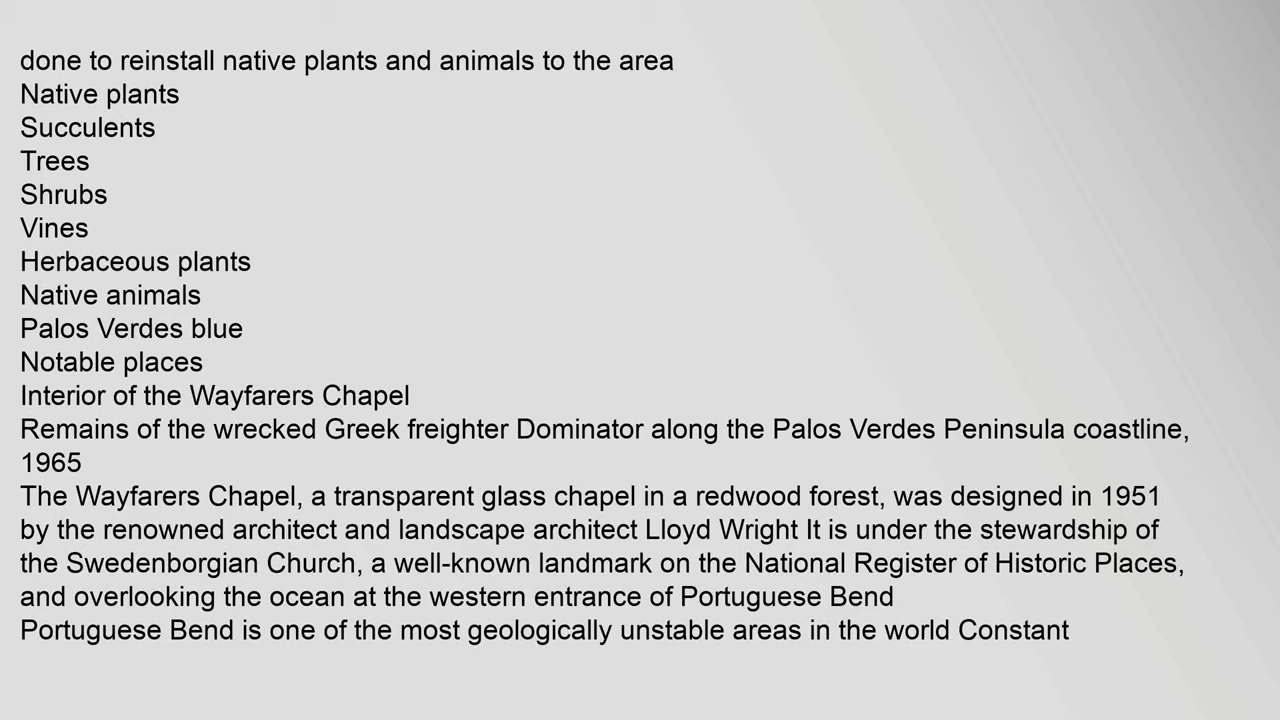 done to reinstall native plants and animals to the area
Native plants
Succulents
Trees
Shrubs
Vines
Herbaceous plants
Native animals
Palos Verdes blue
Notable places
Interior of the Wayfarers Chapel
Remains of the wrecked Greek freighter Dominator along the Palos Verdes Peninsula coastline,
1965
The Wayfarers Chapel, a transparent glass chapel in a redwood forest, was designed in 1951
by the renowned architect and landscape architect Lloyd Wright It is under the stewardship of
the Swedenborgian Church, a well-known landmark on the National Register of Historic Places,
and overlooking the ocean at the western entrance of Portuguese Bend
Portuguese Bend is one of the most geologically unstable areas in the world Constant